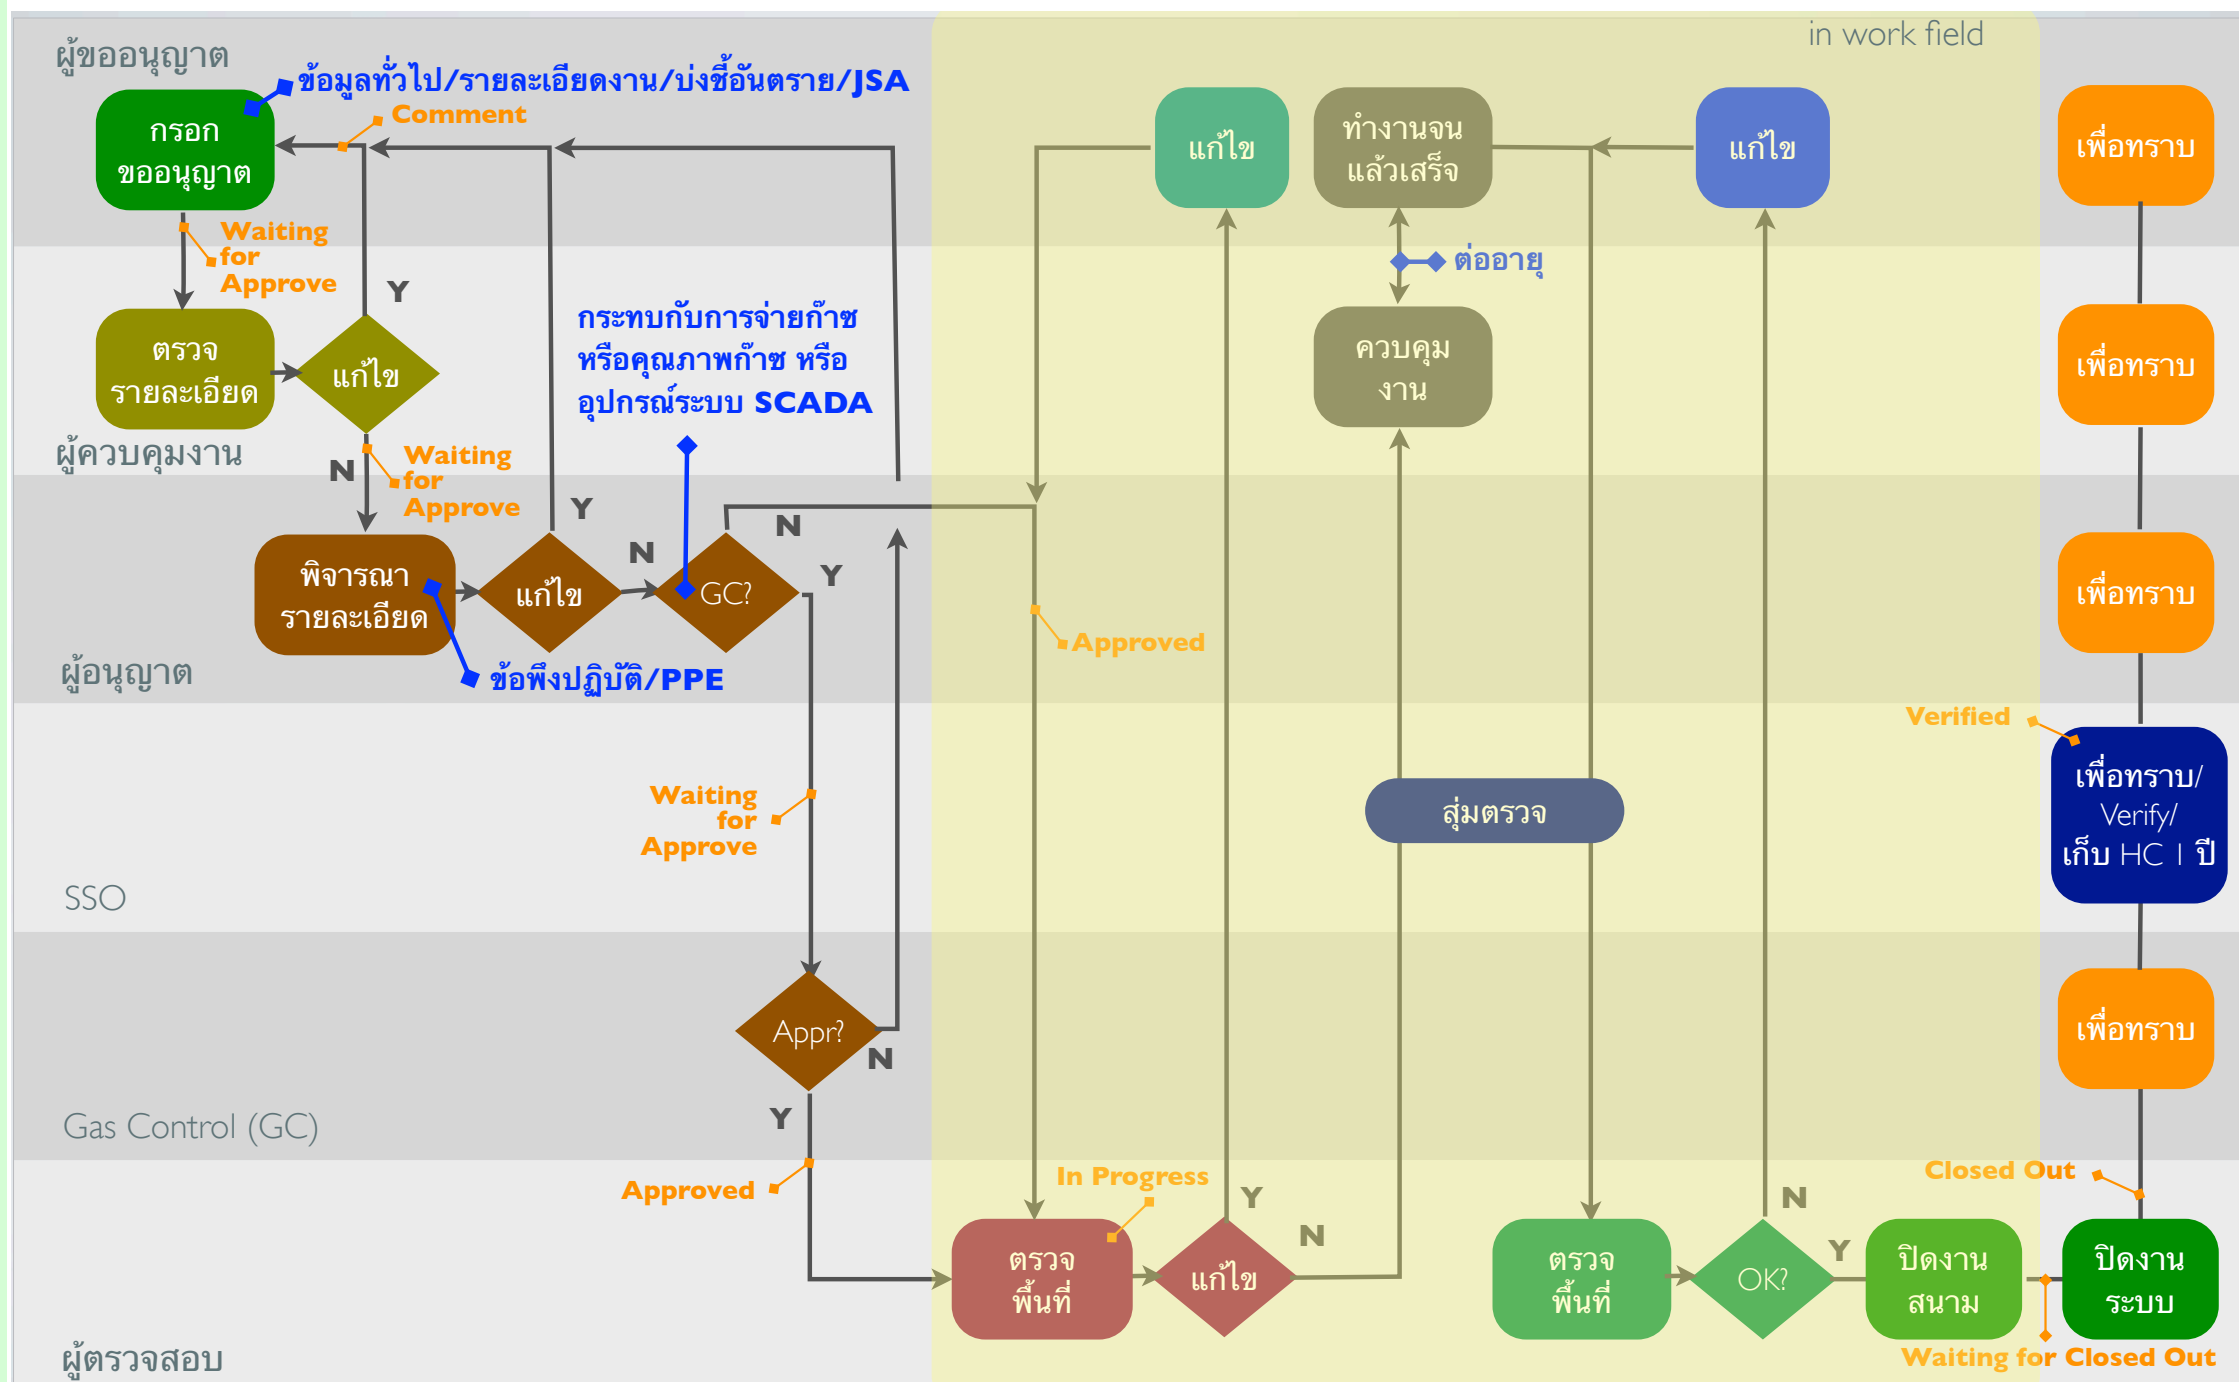 in work field
ผู้ขออนุญาต
ข้อมูลทั่วไป/รายละเอียดงาน/บ่งชี้อันตราย/JSA
Comment
กรอก
ขออนุญาต
แก้ไข
ทำงานจน
แล้วเสร็จ
แก้ไข
เพื่อทราบ
Waiting
for
Approve
Y
ต่ออายุ
กระทบกับการจ่ายก๊าซ
หรือคุณภาพก๊าซ หรือ
อุปกรณ์ระบบ SCADA
ตรวจ
รายละเอียด
แก้ไข
ควบคุม
งาน
เพื่อทราบ
ผู้ควบคุมงาน
N
Waiting
for
Approve
Y
N
N
Y
พิจารณา
รายละเอียด
แก้ไข
GC?
เพื่อทราบ
Approved
ผู้อนุญาต
ข้อพึงปฏิบัติ/PPE
Verified
Waiting
for
Approve
สุ่มตรวจ
เพื่อทราบ/
Verify/
เก็บ HC 1 ปี
SSO
Appr?
N
เพื่อทราบ
Gas Control (GC)
Y
Approved
In Progress
Y
N
N
Y
Closed Out
ตรวจ
พื้นที่
แก้ไข
ตรวจ
พื้นที่
OK?
ปิดงาน
สนาม
ปิดงาน
ระบบ
Waiting for Closed Out
ผู้ตรวจสอบ